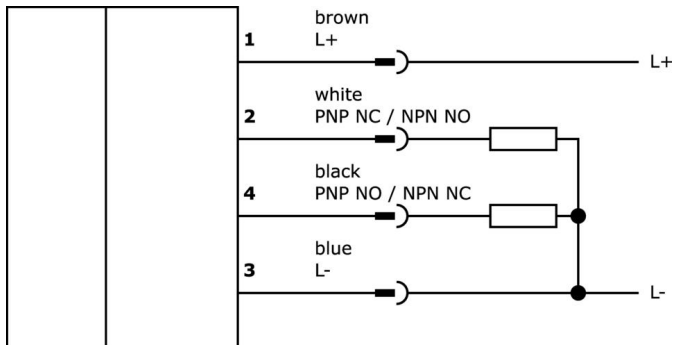 brown
1 L+
L+
white
2 PNP NC / NPN NO
black
4 PNP NO / NPN NC
blue
3 L-
L-